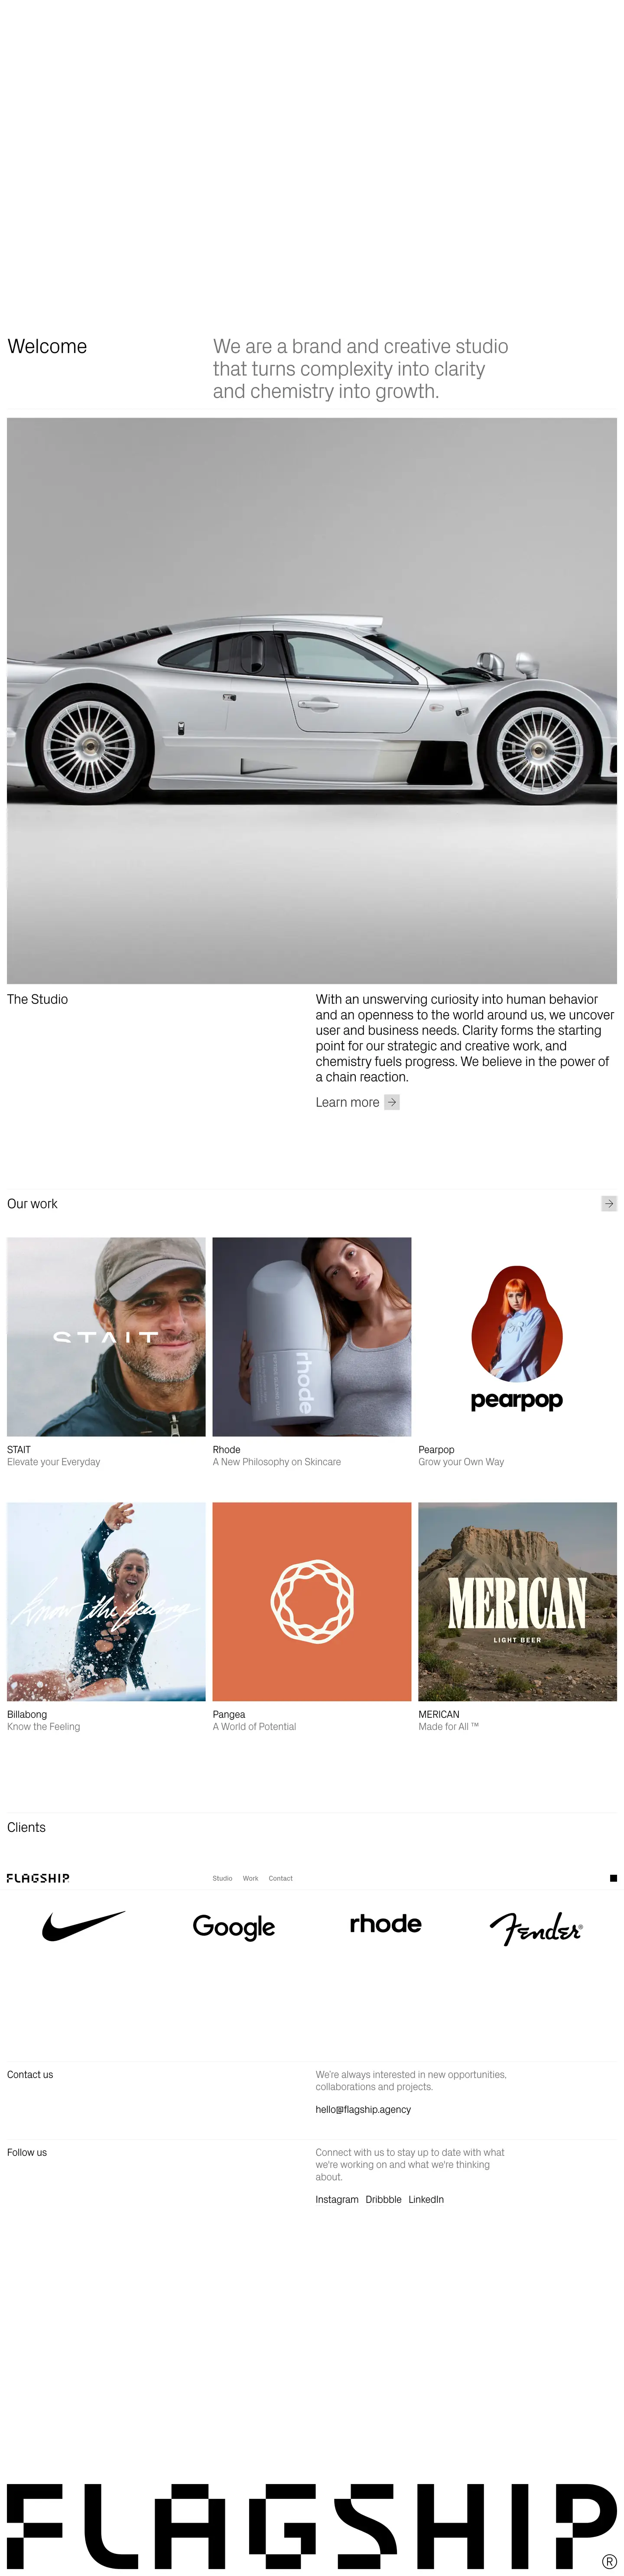 Welcome
We are a brand and creative studio
that turns complexity into clarity
and chemistry into growth.
The Studio
With an unswerving curiosity into human behavior
and an openness to the world around us, we uncover
user and business needs. Clarity forms the starting
point for our strategic and creative work, and
chemistry fuels progress. We believe in the power of
a chain reaction.
Learn more
Our work
STAIT
rhode
pearpop
STAIT
Elevate your Everyday
Rhode
A New Philosophy on Skincare
Pearpop
Grow your Own Way
know the feeling
MERICAN
LIGHT BEER
Billabong
Know the Feeling
Pangea
A World of Potential
MERICAN
Made for All ™
Clients
FLAGSHIP
Studio Work Contact
Google
rhode
Fender®
Contact us
We're always interested in new opportunities,
collaborations and projects.
hello@flagship.agency
Follow us
Connect with us to stay up to date with what
we're working on and what we're thinking
about.
Instagram Dribbble LinkedIn
FLAGSHIP®